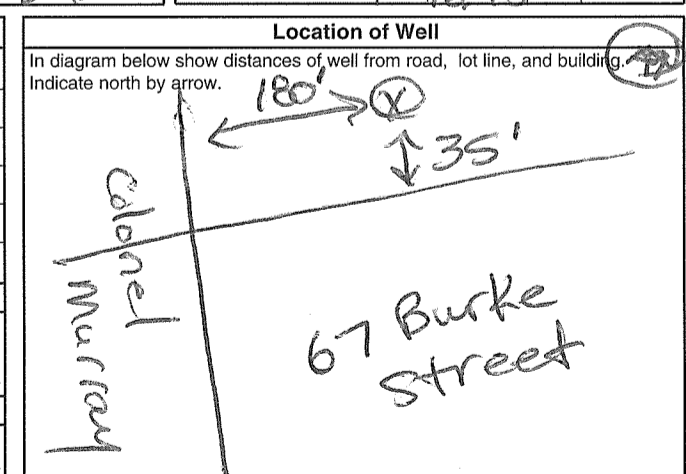 Location of Well
In diagram below show distances of well from road, lot line, and building.
Indicate north by arrow.
180'
X
35'
Colonel
Murray
67 Burke
Street